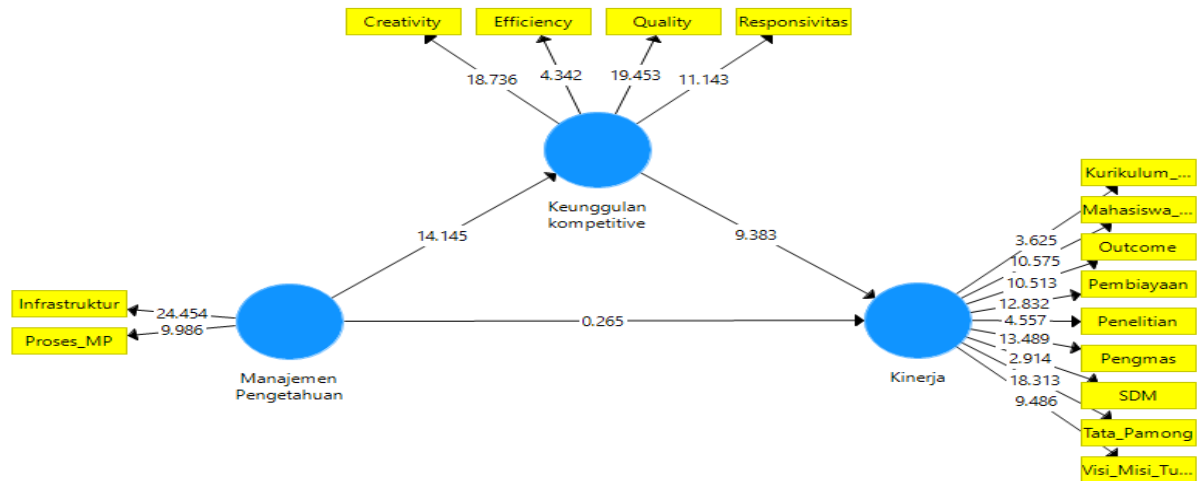 Creativity
Efficiency
Quality
Responsivitas
18.736
4.342
19.453
11.143
Keunggulan
kompetitive
14.145
9.383
Infrastruktur
Proses_MP
24.454
9.986
Manajemen
Pengetahuan
0.265
Kinerja
3.625
10.575
10.513
12.832
4.557
13.489
2.914
18.313
9.486
Kurikulum_...
Mahasiswa_...
Outcome
Pembiayaan
Penelitian
Pengmas
SDM
Tata_Pamong
Visi_Misi_Tu...